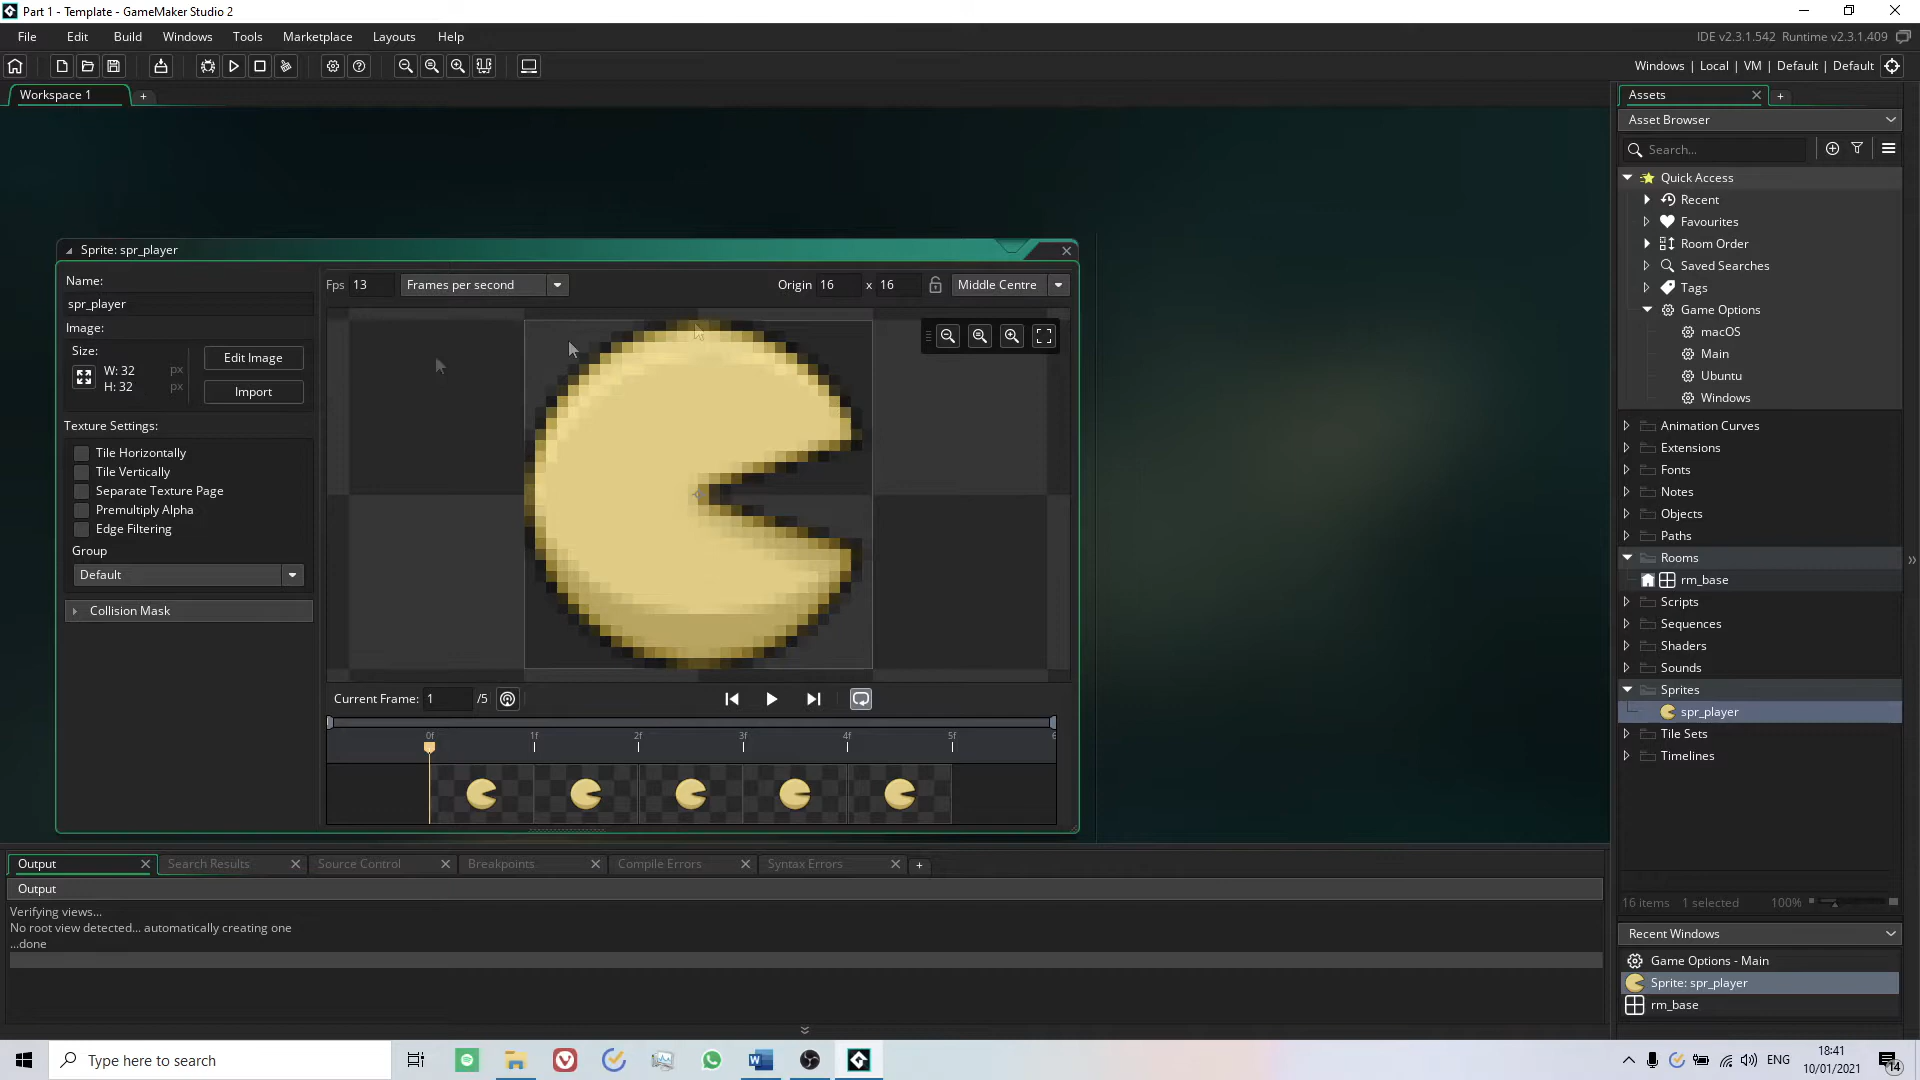 Part 1 - Template - GameMaker Studio 2
File Edit Build Windows Tools Marketplace Layouts Help
IDE v2.3.1.542 Runtime v2.3.1.409
Windows | Local | VM | Default | Default
Workspace 1
Sprite: spr_player
Name:
spr_player
Image:
Size:
W: 32 px
H: 32 px
Edit Image
Import
Texture Settings:
Tile Horizontally
Tile Vertically
Separate Texture Page
Premultiply Alpha
Edge Filtering
Group
Default
Collision Mask
Fps 13 Frames per second
Origin 16 x 16 Middle Centre
Current Frame: 1 /5
0f 1f 2f 3f 4f 5f 6
Output Search Results Source Control Breakpoints Compile Errors Syntax Errors
Output
Verifying views...
No root view detected... automatically creating one
...done
Assets
Asset Browser
Search...
Quick Access
Recent
Favourites
Room Order
Saved Searches
Tags
Game Options
macOS
Main
Ubuntu
Windows
Animation Curves
Extensions
Fonts
Notes
Objects
Paths
Rooms
rm_base
Scripts
Sequences
Shaders
Sounds
Sprites
spr_player
Tile Sets
Timelines
16 items 1 selected 100%
Recent Windows
Game Options - Main
Sprite: spr_player
rm_base
Type here to search
ENG
18:41
10/01/2021
14